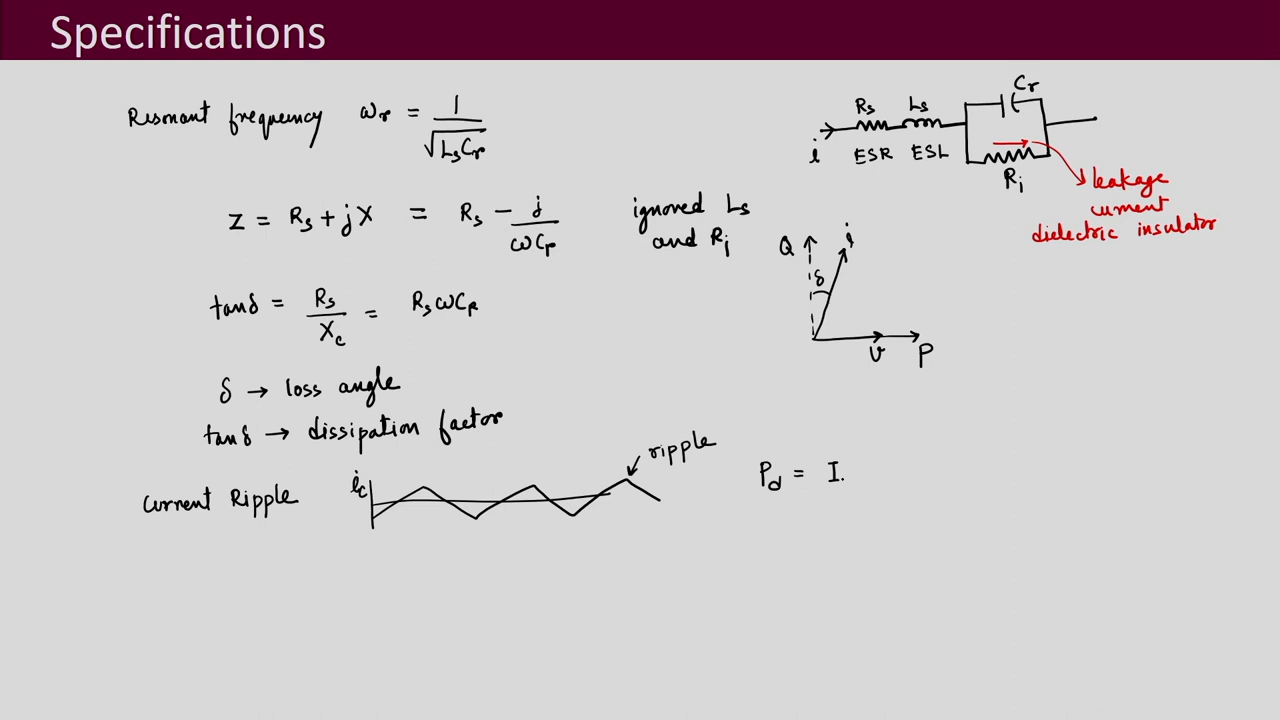 Specifications
Resonant frequency ωr = 1 / √LsCr
Rs Ls Cr
i ESR ESL Ri
leakage
current
dielectric insulator
Z = Rs + jX = Rs - j / ωCr
ignored Ls
and Ri
Q i
δ
v P
tanδ = Rs / Xc = RsωCr
δ → loss angle
tanδ → dissipation factor
Current Ripple ic ripple
Pd = I.